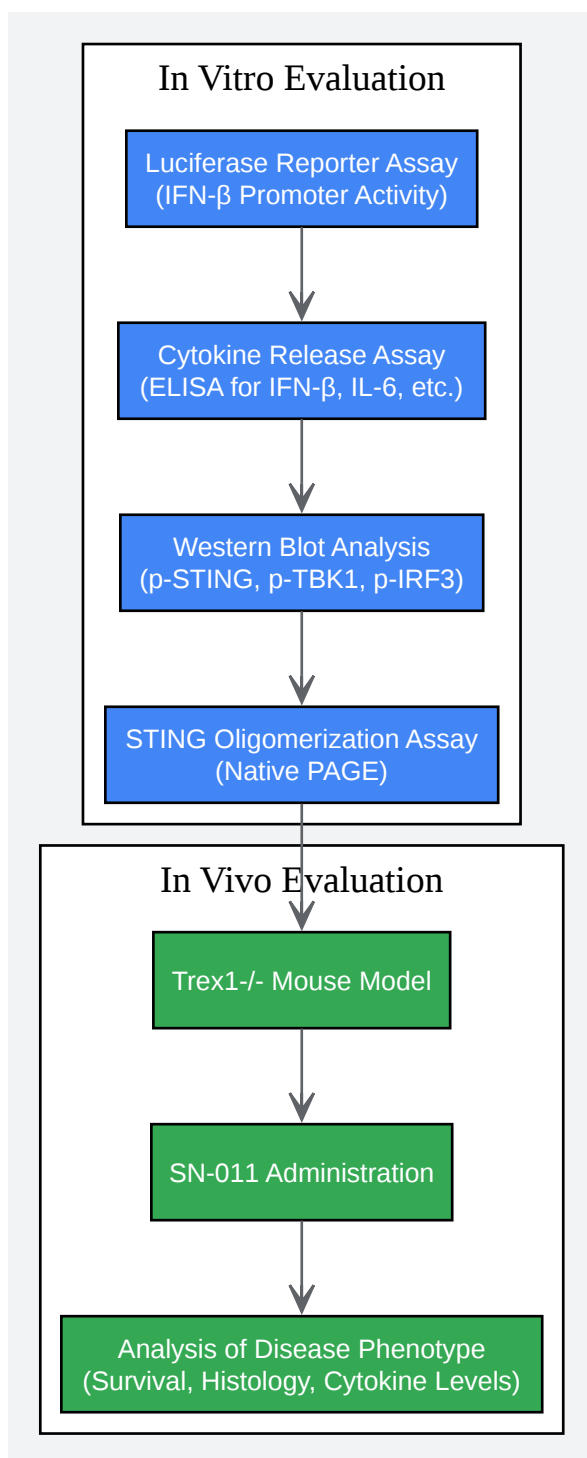 In Vitro Evaluation
Luciferase Reporter Assay
(IFN-β Promoter Activity)
Cytokine Release Assay
(ELISA for IFN-β, IL-6, etc.)
Western Blot Analysis
(p-STING, p-TBK1, p-IRF3)
STING Oligomerization Assay
(Native PAGE)
In Vivo Evaluation
Trex1-/- Mouse Model
SN-011 Administration
Analysis of Disease Phenotype
(Survival, Histology, Cytokine Levels)